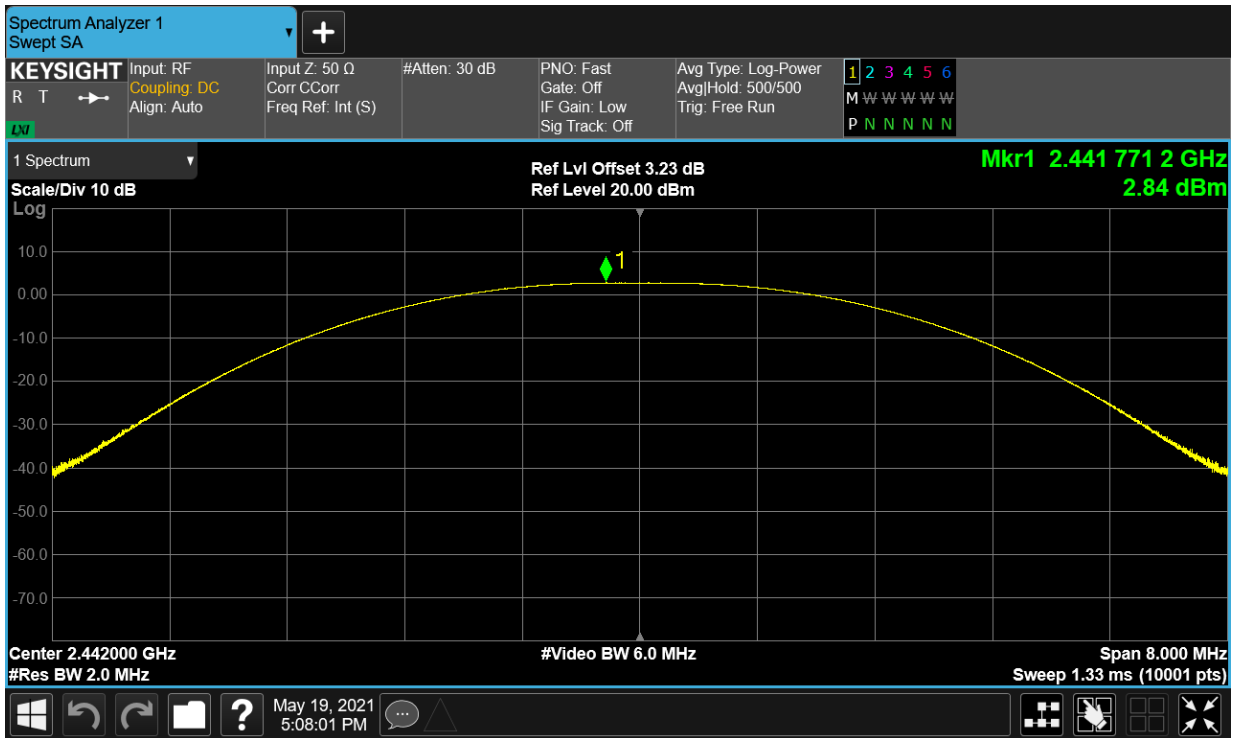 Spectrum Analyzer 1
Swept SA
KEYSIGHT
R T
LXI
Input: RF
Coupling: DC
Align: Auto
Input Z: 50 Ω
Corr CCorr
Freq Ref: Int (S)
#Atten: 30 dB
PNO: Fast
Gate: Off
IF Gain: Low
Sig Track: Off
Avg Type: Log-Power
Avg|Hold: 500/500
Trig: Free Run
1 2 3 4 5 6
M W W W W W
P N N N N N
1 Spectrum
Scale/Div 10 dB
Log
Ref Lvl Offset 3.23 dB
Ref Level 20.00 dBm
Mkr1 2.441 771 2 GHz
2.84 dBm
1
10.0
0.00
-10.0
-20.0
-30.0
-40.0
-50.0
-60.0
-70.0
Center 2.442000 GHz
#Res BW 2.0 MHz
#Video BW 6.0 MHz
Span 8.000 MHz
Sweep 1.33 ms (10001 pts)
?
May 19, 2021
5:08:01 PM